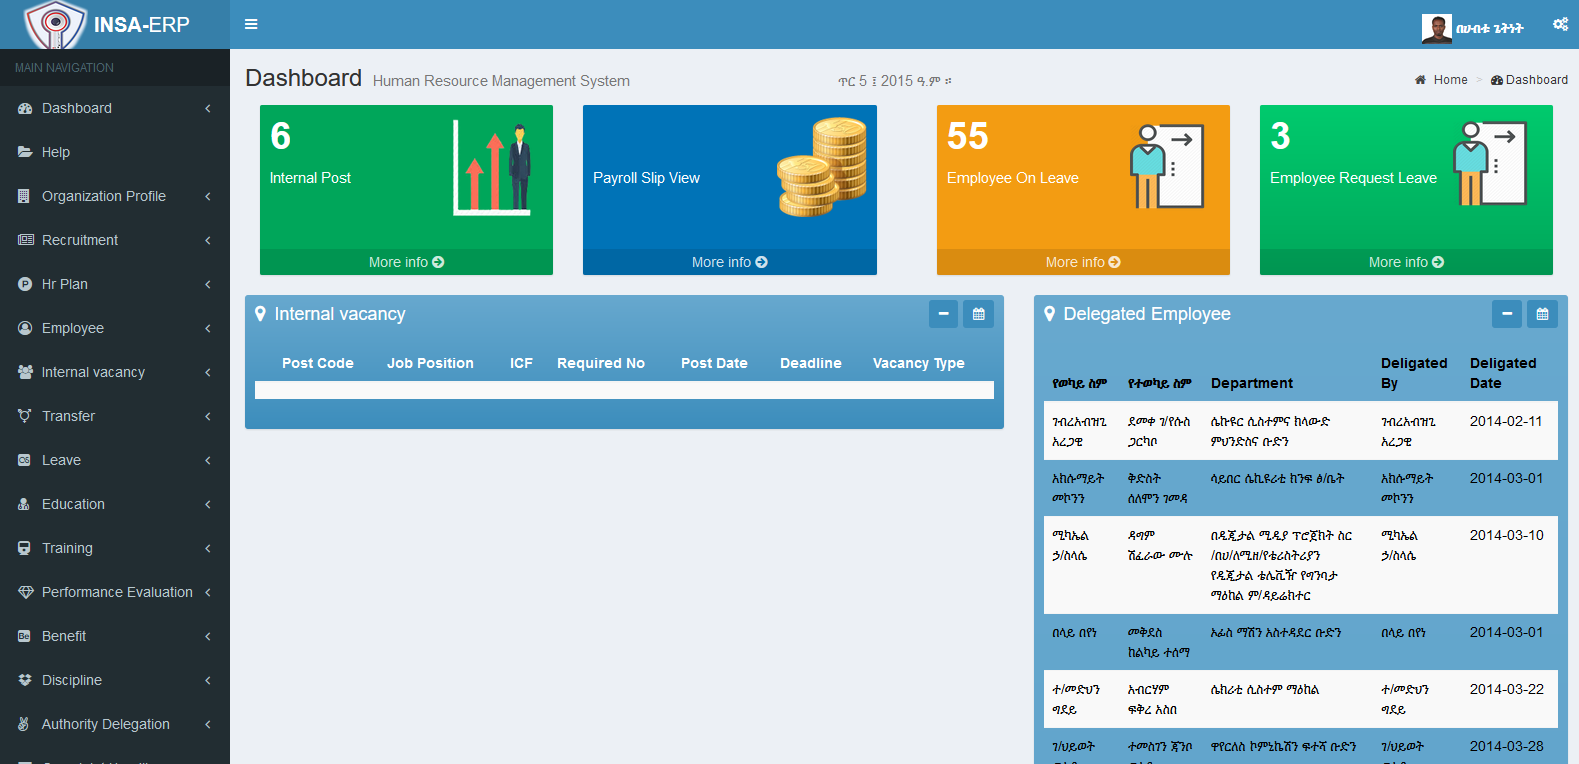 INSA-ERP
በሀብቱ ጌትነት
MAIN NAVIGATION
Dashboard
Help
Organization Profile
Recruitment
Hr Plan
Employee
Internal vacancy
Transfer
Leave
Education
Training
Performance Evaluation
Benefit
Discipline
Authority Delegation
Dashboard Human Resource Management System
ጥር 5 ፤ 2015 ዓ.ም ፡፡
Home > Dashboard
6
Internal Post
More info
Payroll Slip View
More info
55
Employee On Leave
More info
3
Employee Request Leave
More info
Internal vacancy
Post Code Job Position ICF Required No Post Date Deadline Vacancy Type
Delegated Employee
የወካይ ስም የተወካይ ስም Department Deligated By Deligated Date
ገብረአብዝጊ ደመቀ ገ/የሱስ ሴኩዩር ሲስተምና ክላውድ ገብረአብዝጊ 2014-02-11
አረጋዊ ጋርካቦ ምህንድስና ቡድን አረጋዊ
አክሱማይት ቅድስት ሳይበር ሴኪዩሪቲ ክንፍ ፅ/ቤት አክሱማይት 2014-03-01
መኮንን ሰለሞን ገመዳ መኮንን
ሚካኤል ዳግም በዲጂታል ሚዲያ ፕሮጀክት ስር ሚካኤል 2014-03-10
ኃ/ስላሴ ሽፈራው ሙሉ /በሀ/ለሚዘ/የቴሪስትሪያን ኃ/ስላሴ
የዲጂታል ቴሌቪዥን የግንባታ
ማዕከል ም/ዳይሬክተር
በላይ በየነ መቅደስ ኦፊስ ማሽን አስተዳደር ቡድን በላይ በየነ 2014-03-01
ከልካይ ተሰማ
ተ/መድህን አብርሃም ሴክሪቲ ሲስተም ማዕከል ተ/መድህን 2014-03-22
ግደይ ፍቅረ አስበ ግደይ
ገ/ህይወት ተመስገን ጃንቦ ዋየርለስ ኮምኒኬሽን ፍተሻ ቡድን ገ/ህይወት 2014-03-28